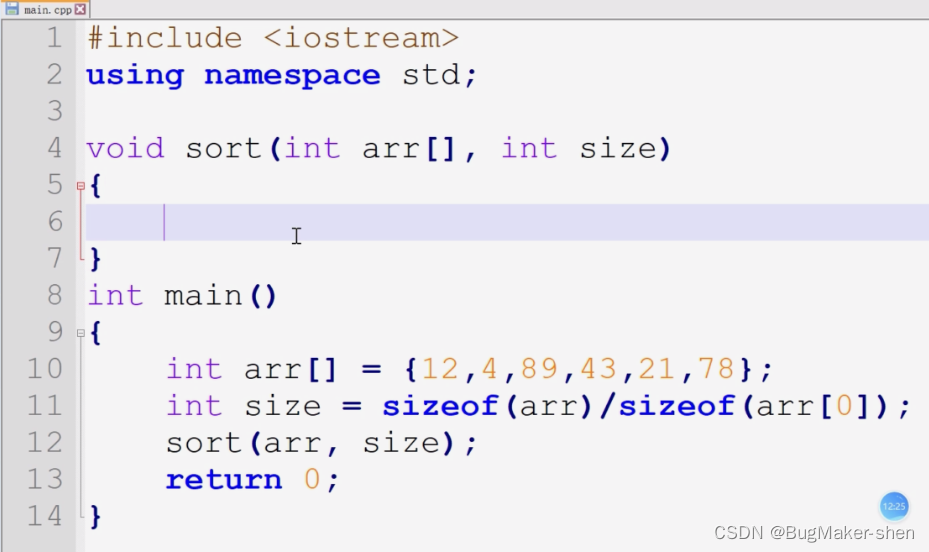 main.cpp
1 #include <iostream>
2 using namespace std;
3
4 void sort(int arr[], int size)
5 {
6
7 }
8 int main()
9 {
10 int arr[] = {12,4,89,43,21,78};
11 int size = sizeof(arr)/sizeof(arr[0]);
12 sort(arr, size);
13 return 0;
14 }
12:25
CSDN @BugMaker-shen